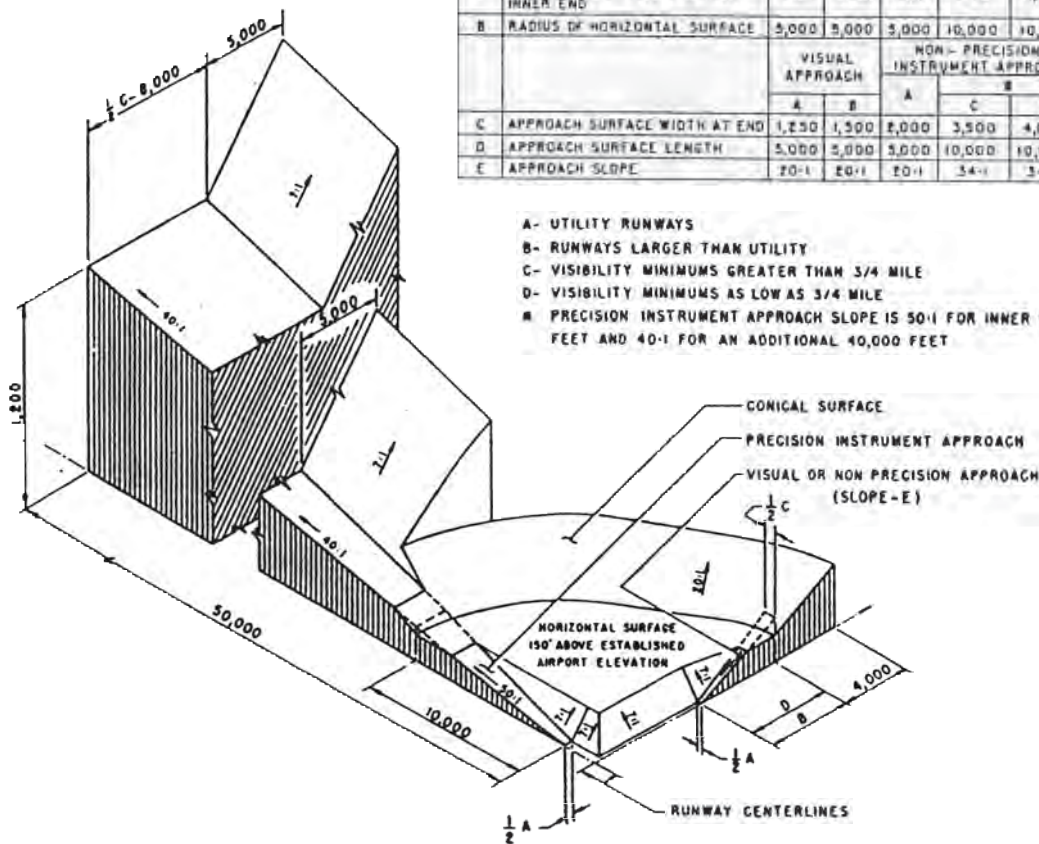 INNER END
B RADIUS OF HORIZONTAL SURFACE 5,000 5,000 5,000 10,000 10,
VISUAL APPROACH NON-PRECISION INSTRUMENT APPRO
A B A #
C
C APPROACH SURFACE WIDTH AT END 1,250 1,500 2,000 3,500 4,
D APPROACH SURFACE LENGTH 5,000 5,000 5,000 10,000 10,
E APPROACH SLOPE 20:1 20:1 20:1 34:1 3
A- UTILITY RUNWAYS
B- RUNWAYS LARGER THAN UTILITY
C- VISIBILITY MINIMUMS GREATER THAN 3/4 MILE
D- VISIBILITY MINIMUMS AS LOW AS 3/4 MILE
PRECISION INSTRUMENT APPROACH SLOPE IS 50:1 FOR INNER
FEET AND 40:1 FOR AN ADDITIONAL 40,000 FEET
5,000
½ C-8,000
7:1
40:1
5,000
1,200
7:1
CONICAL SURFACE
PRECISION INSTRUMENT APPROACH
VISUAL OR NON PRECISION APPROACH
(SLOPE-E)
½ C
40:1
20:1
50,000
HORIZONTAL SURFACE
150' ABOVE ESTABLISHED
AIRPORT ELEVATION
50:1
7:1
7:1
7:1
7:1
10,000
4,000
D
B
½ A
RUNWAY CENTERLINES
½ A